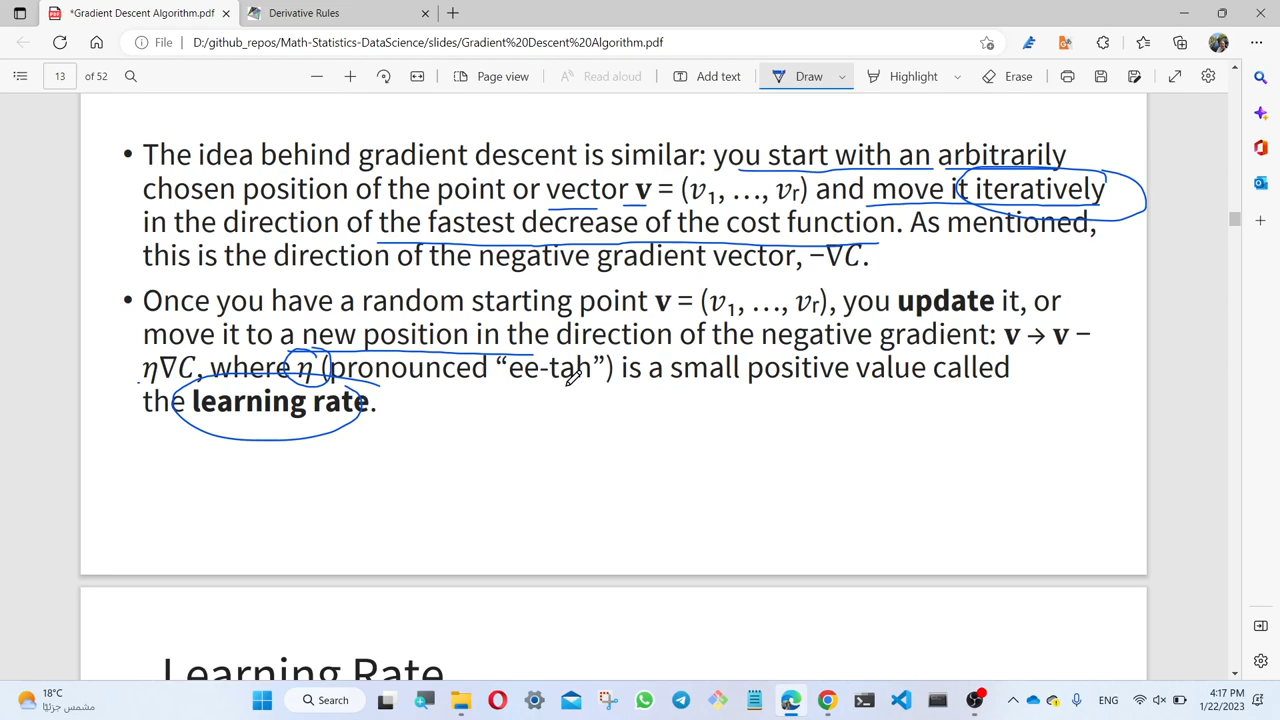 *Gradient Descent Algorithm.pdf
Derivative Rules
File D:/github_repos/Math-Statistics-DataScience/slides/Gradient%20Descent%20Algorithm.pdf
13 of 52
Page view
Read aloud
Add text
Draw
Highlight
Erase
• The idea behind gradient descent is similar: you start with an arbitrarily
chosen position of the point or vector v = (v₁, …, vᵣ) and move it iteratively
in the direction of the fastest decrease of the cost function. As mentioned,
this is the direction of the negative gradient vector, −∇C.
• Once you have a random starting point v = (v₁, …, vᵣ), you update it, or
move it to a new position in the direction of the negative gradient: v → v −
η∇C, where η (pronounced “ee-tah”) is a small positive value called
the learning rate.
Learning Rate
18°C
مشمس جزئيًا
Search
ENG
4:17 PM
1/22/2023